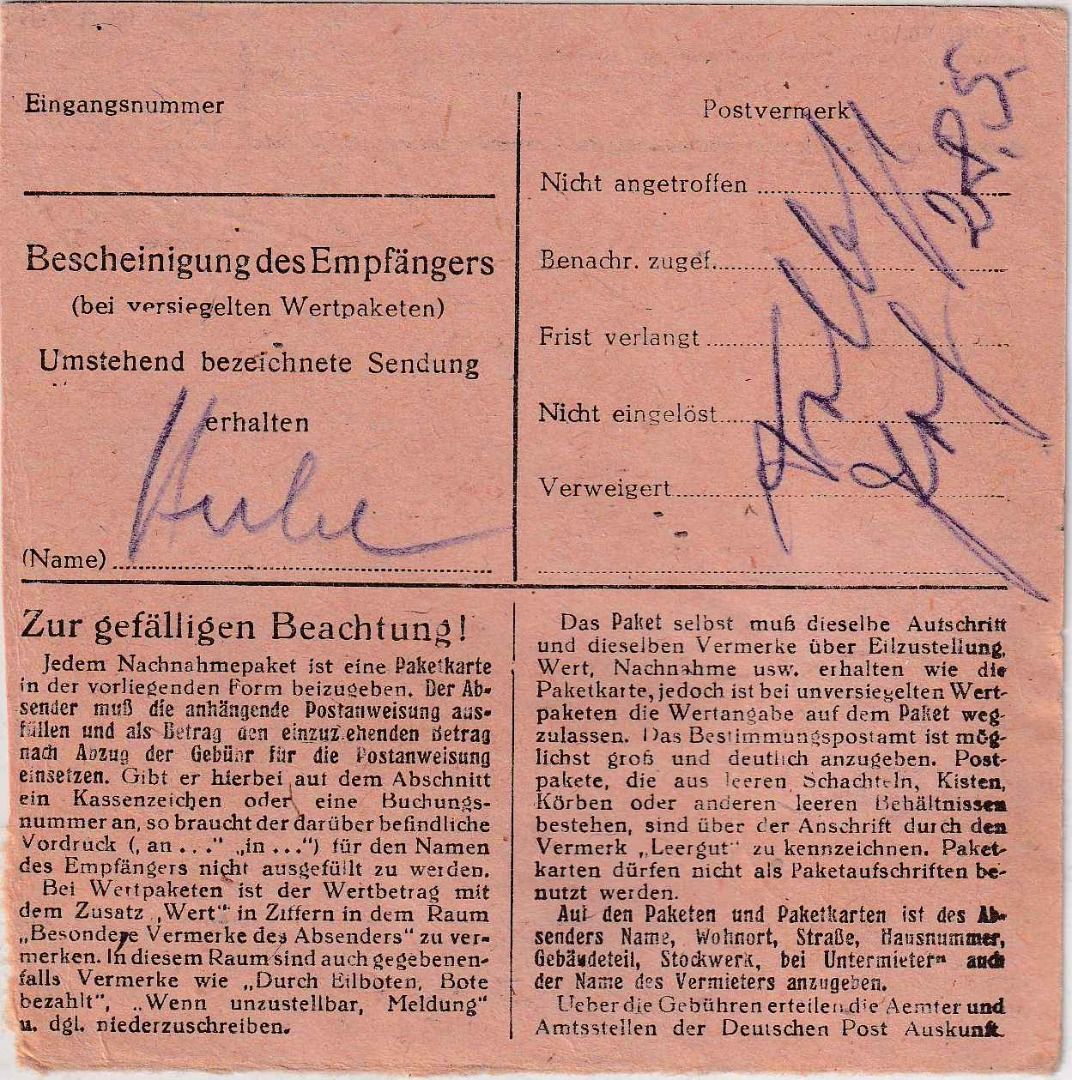 Eingangsnummer
Bescheinigung des Empfängers
(bei versiegelten Wertpaketen)
Umstehend bezeichnete Sendung
erhalten
(Name)
Postvermerk
Nicht angetroffen
Benachr. zugef.
Frist verlangt
Nicht eingelöst
Verweigert
28.5.
Zur gefälligen Beachtung!
Jedem Nachnahmepaket ist eine Paketkarte
in der vorliegenden Form beizugeben. Der Ab-
sender muß die anhängende Postanweisung aus-
füllen und als Betrag den einzuziehenden Betrag
nach Abzug der Gebühr für die Postanweisung
einsetzen. Gibt er hierbei auf dem Abschnitt
ein Kassenzeichen oder eine Buchungs-
nummer an, so braucht der darüber befindliche
Vordruck („an . . .“ „in . . .“) für den Namen
des Empfängers nicht ausgefüllt zu werden.
Bei Wertpaketen ist der Wertbetrag mit
dem Zusatz „Wert“ in Ziffern in dem Raum
„Besondere Vermerke des Absenders“ zu ver-
merken. In diesem Raum sind auch gegebenen-
falls Vermerke wie „Durch Eilboten, Bote
bezahlt“, „Wenn unzustellbar, Meldung“
u. dgl. niederzuschreiben.
Das Paket selbst muß dieselbe Aufschrift
und dieselben Vermerke über Eilzustellung,
Wert, Nachnahme usw. erhalten wie die
Paketkarte, jedoch ist bei unversiegelten Wert-
paketen die Wertangabe auf dem Paket weg-
zulassen. Das Bestimmungspostamt ist mög-
lichst groß und deutlich anzugeben. Post-
pakete, die aus leeren Schachteln, Kisten,
Körben oder anderen leeren Behältnissen
bestehen, sind über der Anschrift durch den
Vermerk „Leergut“ zu kennzeichnen. Paket-
karten dürfen nicht als Paketaufschriften be-
nutzt werden.
Auf den Paketen und Paketkarten ist des Ab-
senders Name, Wohnort, Straße, Hausnummer,
Gebäudeteil, Stockwerk, bei Untermietern auch
der Name des Vermieters anzugeben.
Ueber die Gebühren erteilen die Aemter und
Amtsstellen der Deutschen Post Auskunft.